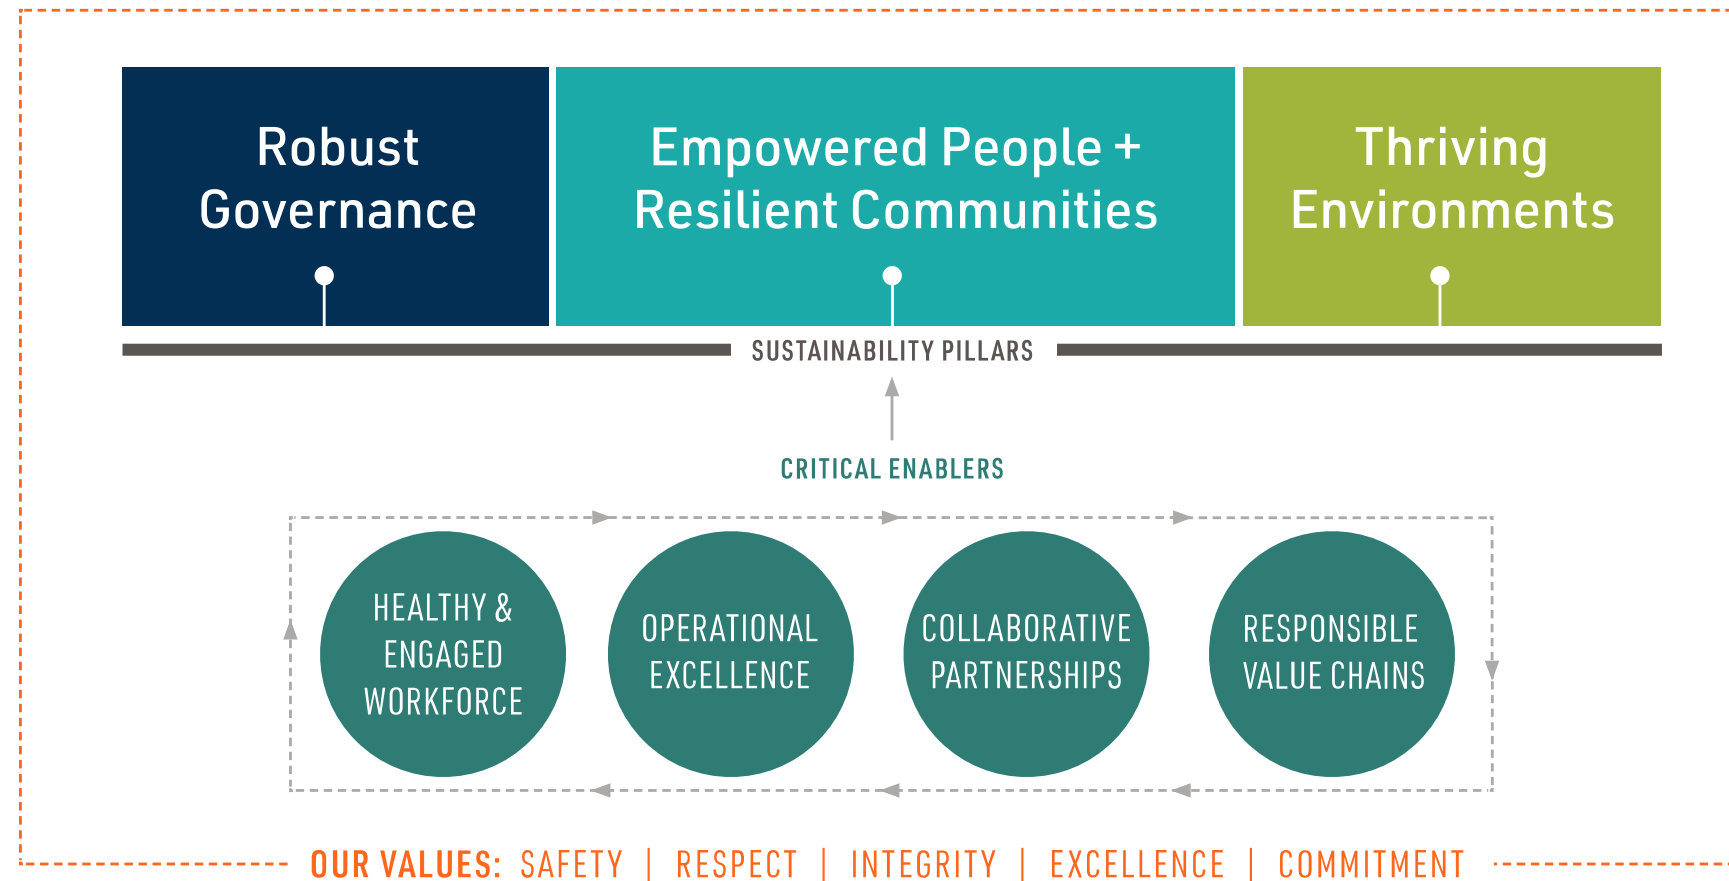 Robust
Governance
Empowered People +
Resilient Communities
Thriving
Environments
SUSTAINABILITY PILLARS
CRITICAL ENABLERS
HEALTHY &
ENGAGED
WORKFORCE
OPERATIONAL
EXCELLENCE
COLLABORATIVE
PARTNERSHIPS
RESPONSIBLE
VALUE CHAINS
OUR VALUES: SAFETY | RESPECT | INTEGRITY | EXCELLENCE | COMMITMENT